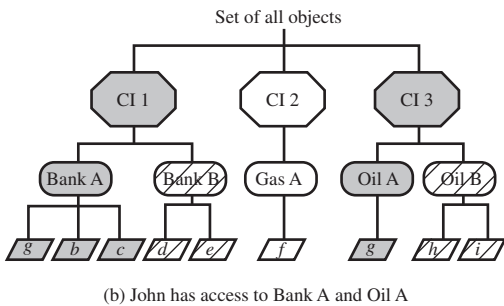 Set of all objects
CI 1 CI 2 CI 3
Bank A Bank B Gas A Oil A Oil B
g b c d e f g h i
(b) John has access to Bank A and Oil A